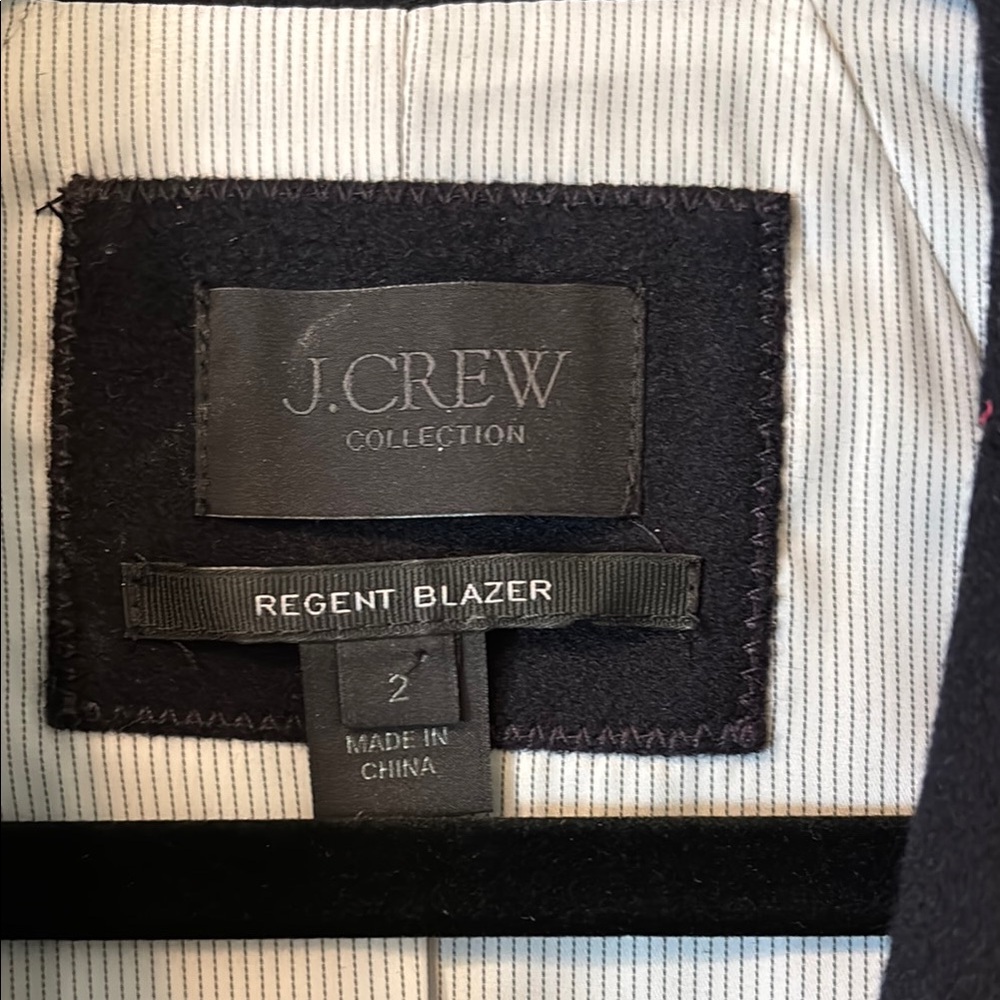 J.CREW
COLLECTION
REGENT BLAZER
2
MADE IN
CHINA